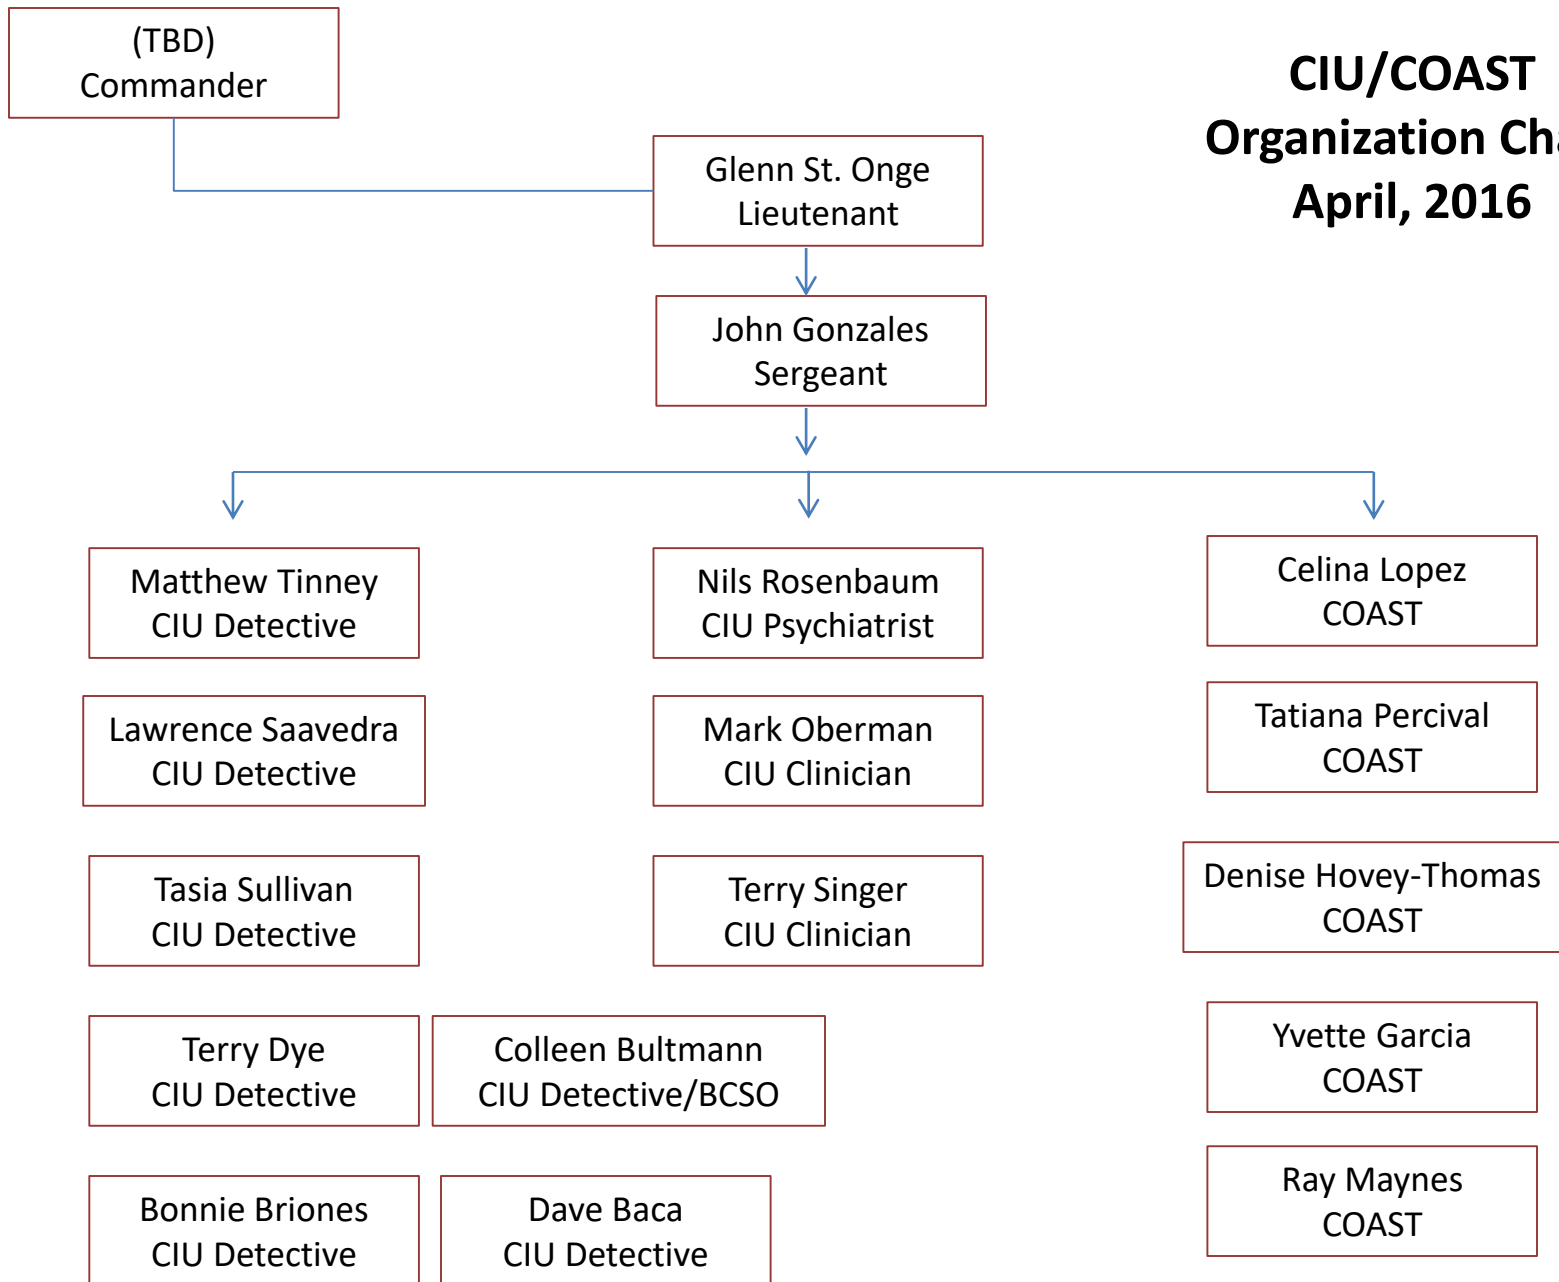 (TBD)
Commander
CIU/COAST
Organization Cha
April, 2016
Glenn St. Onge
Lieutenant
John Gonzales
Sergeant
Matthew Tinney
CIU Detective
Nils Rosenbaum
CIU Psychiatrist
Celina Lopez
COAST
Lawrence Saavedra
CIU Detective
Mark Oberman
CIU Clinician
Tatiana Percival
COAST
Tasia Sullivan
CIU Detective
Terry Singer
CIU Clinician
Denise Hovey-Thomas
COAST
Terry Dye
CIU Detective
Colleen Bultmann
CIU Detective/BCSO
Yvette Garcia
COAST
Bonnie Briones
CIU Detective
Dave Baca
CIU Detective
Ray Maynes
COAST